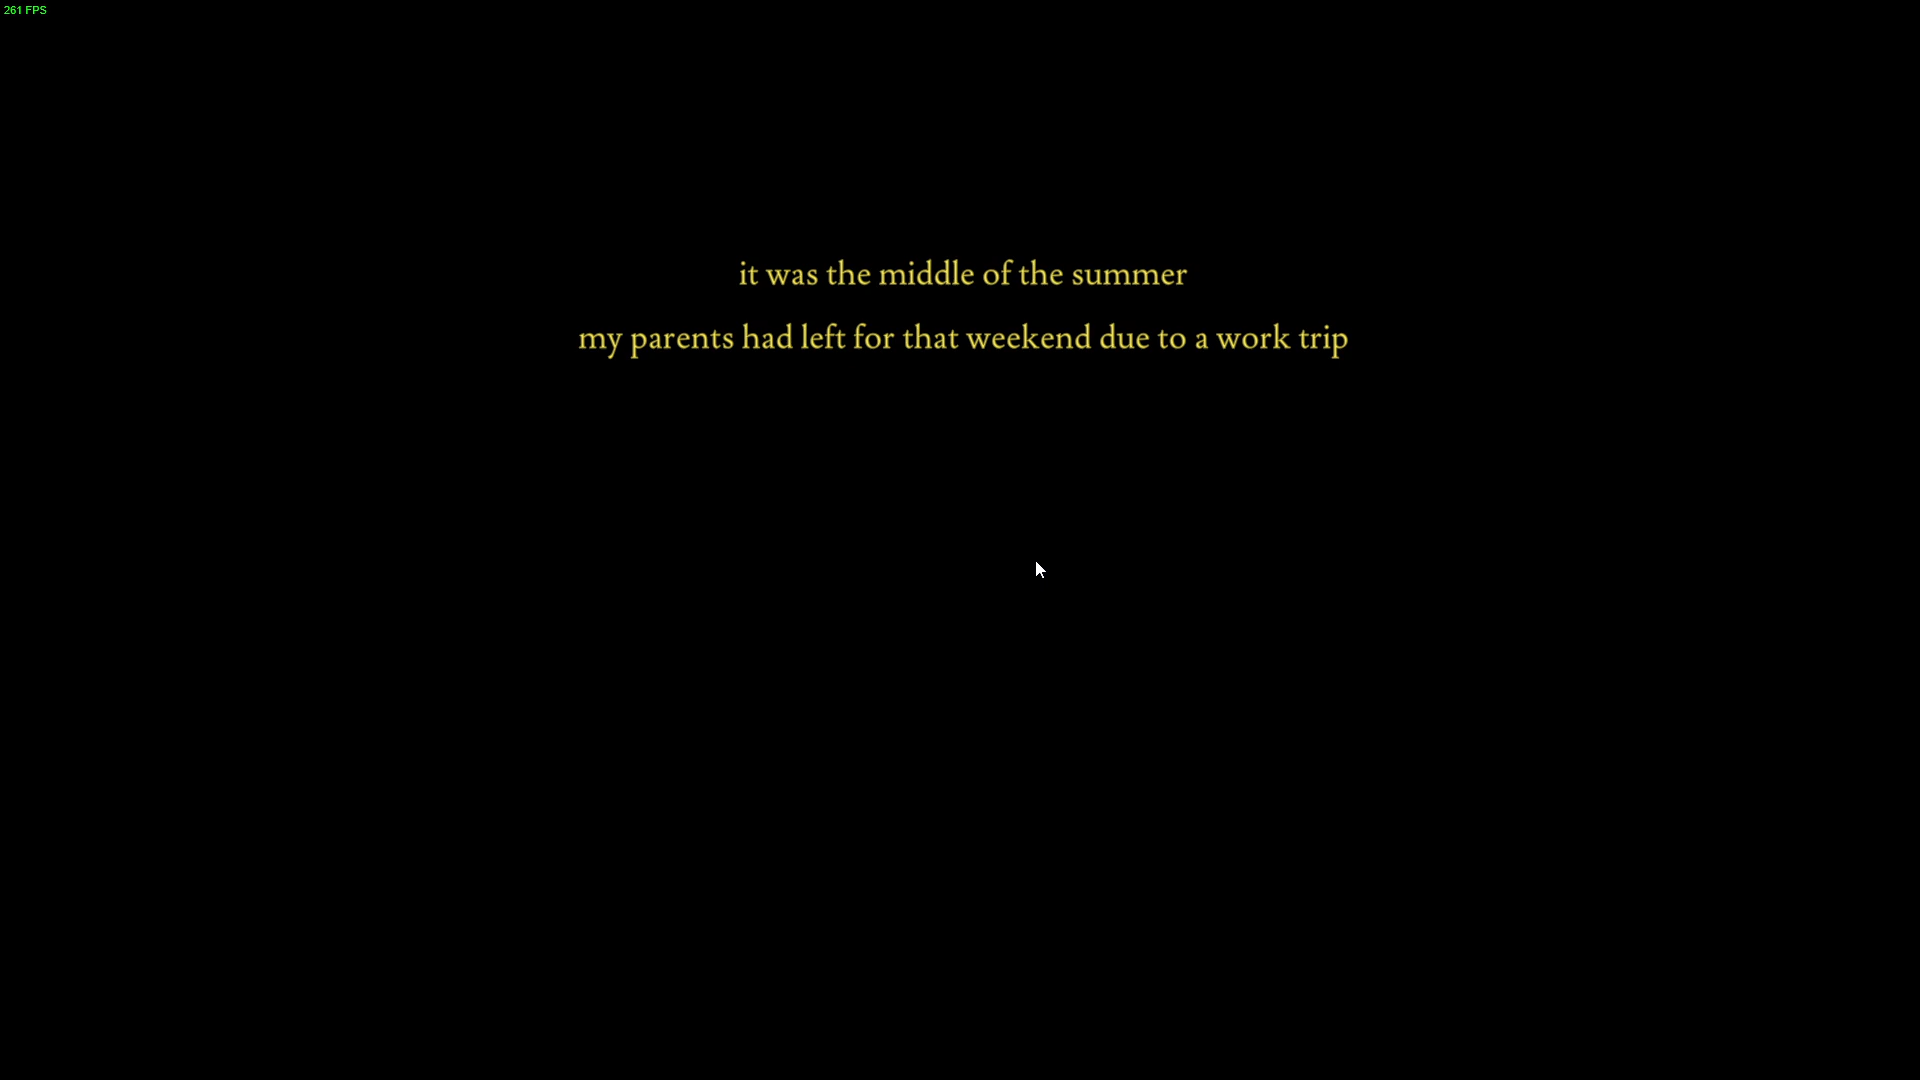 261 FPS
it was the middle of the summer
my parents had left for that weekend due to a work trip